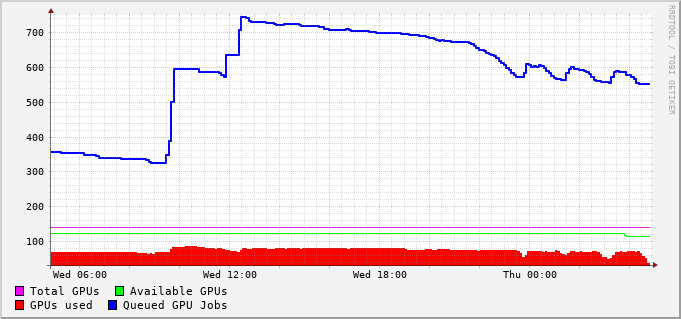 700
600
500
400
300
200
100
Wed 06:00 Wed 12:00 Wed 18:00 Thu 00:00
Total GPUs Available GPUs
GPUs used Queued GPU Jobs
RRDTOOL / TOBI OETIKER